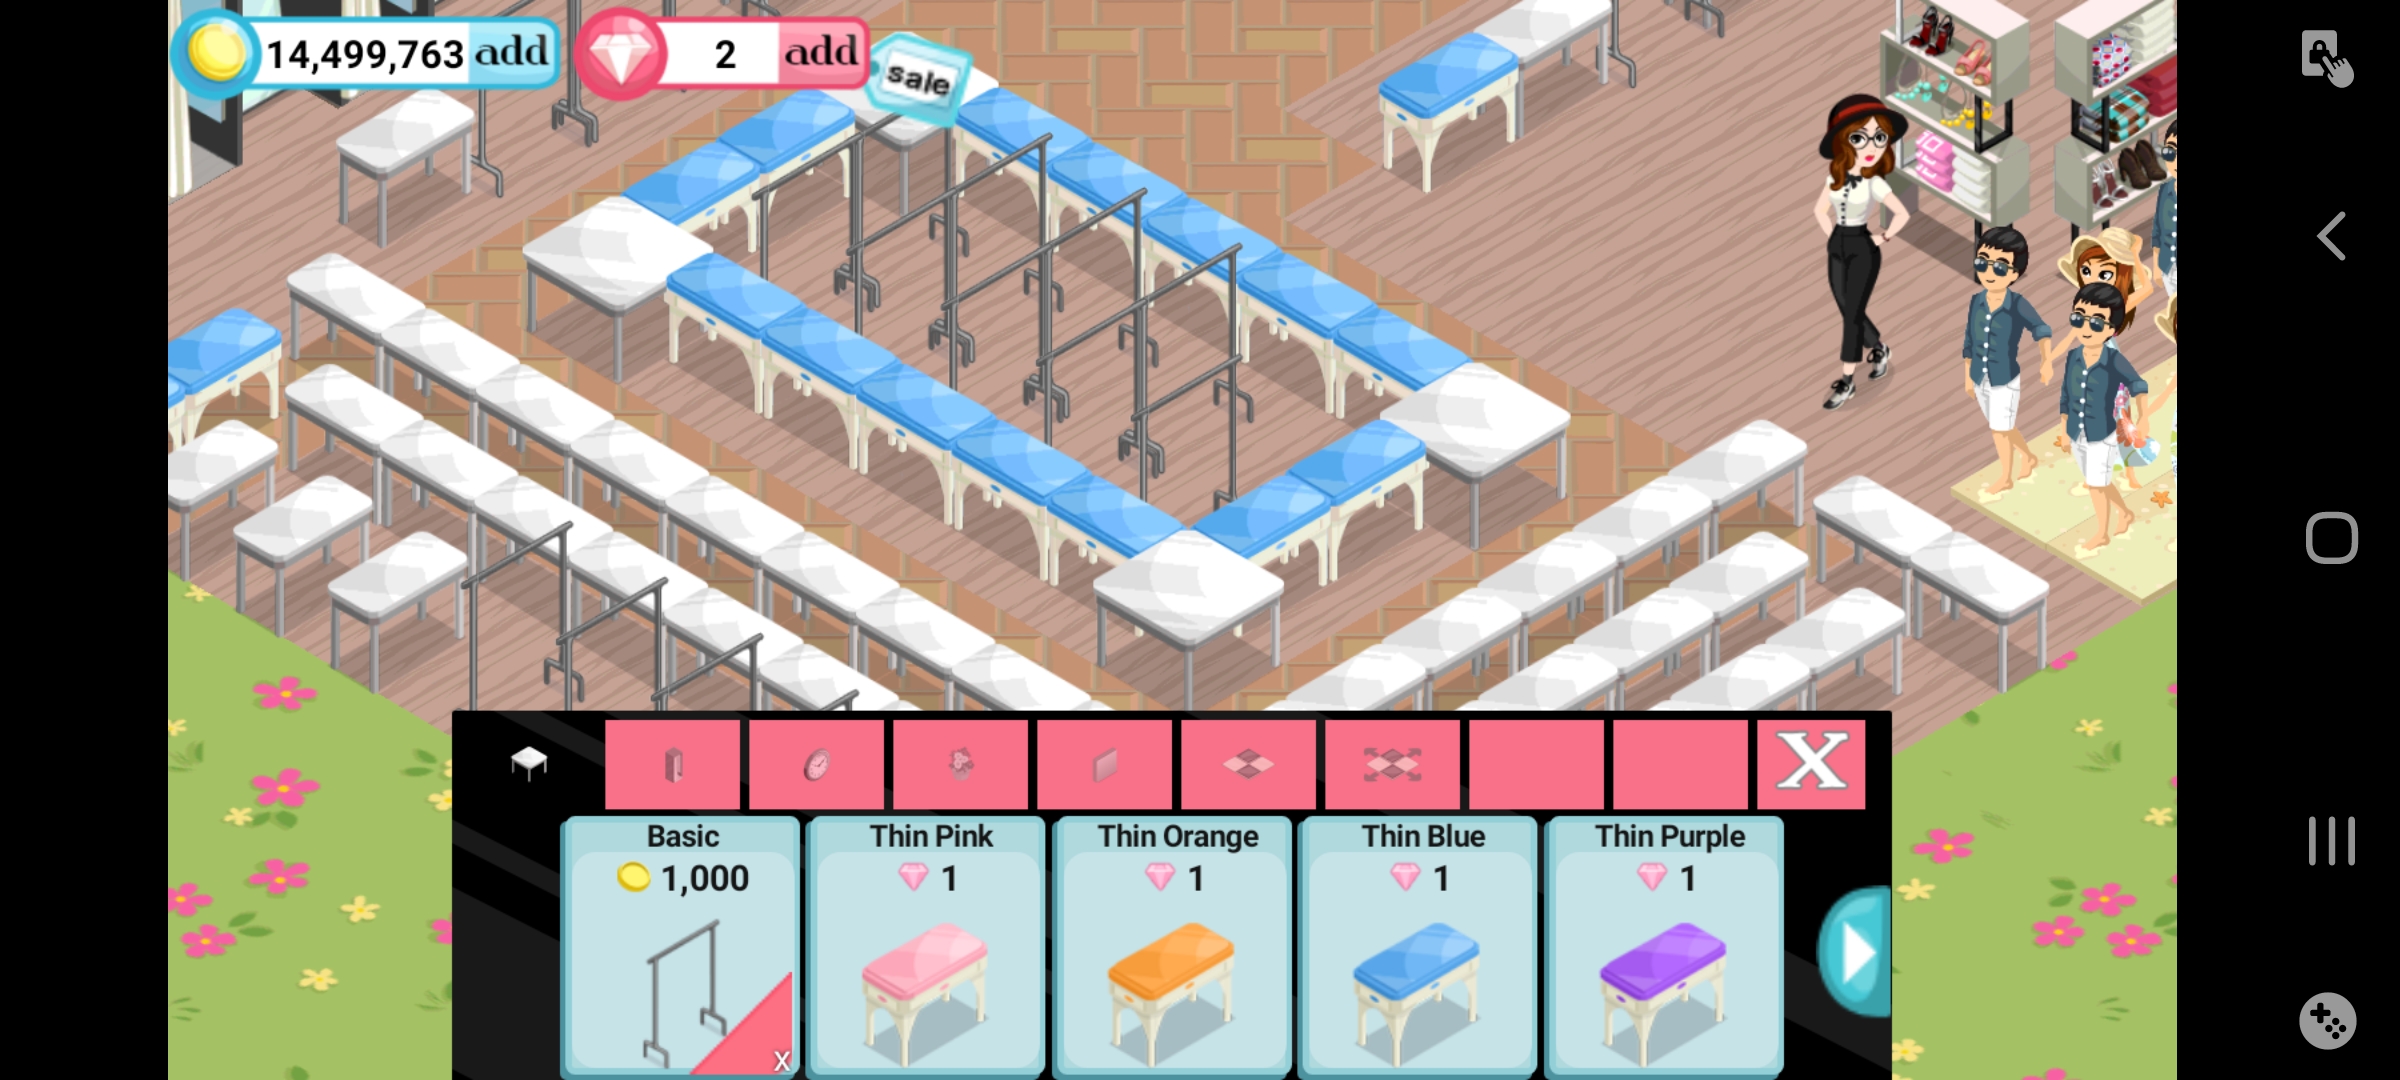 14,499,763 add
2 add
sale
X
Basic
1,000
Thin Pink
1
Thin Orange
1
Thin Blue
1
Thin Purple
1
X